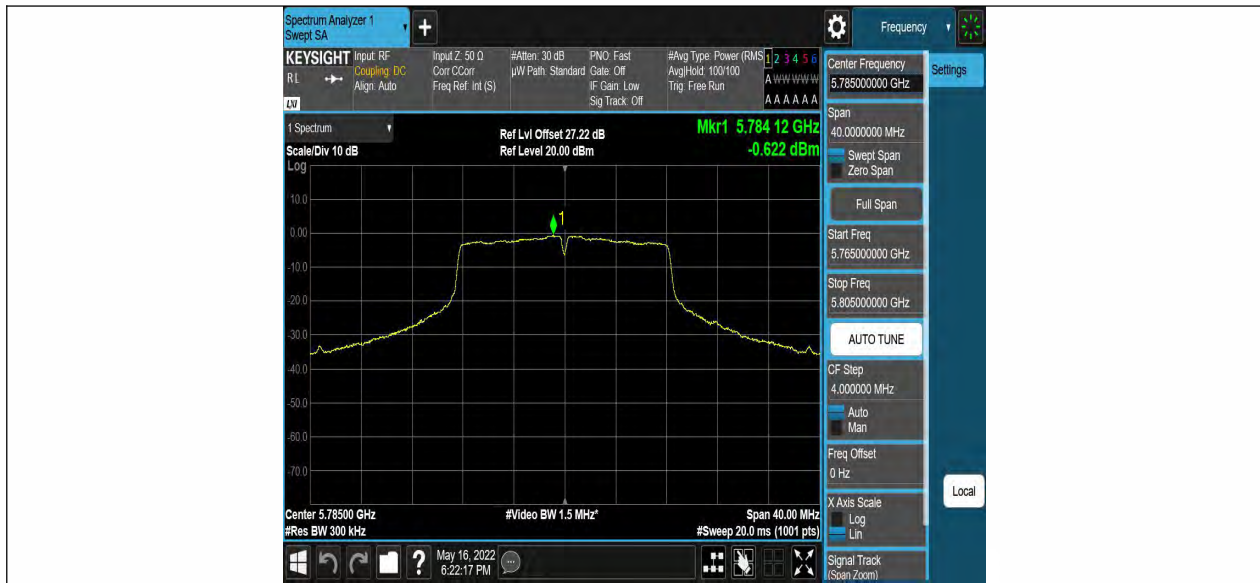 Spectrum Analyzer 1
Swept SA
+
Frequency
KEYSIGHT
RL
LXI
Input: RF
Coupling: DC
Align: Auto
Input Z: 50 Ω
Corr CCorr
Freq Ref: Int (S)
#Atten: 30 dB
µW Path: Standard
PNO: Fast
Gate: Off
IF Gain: Low
Sig Track: Off
#Avg Type: Power (RMS
Avg|Hold: 100/100
Trig: Free Run
1 2 3 4 5 6
A W W W W W
A A A A A A
1 Spectrum
Scale/Div 10 dB
Ref Lvl Offset 27.22 dB
Ref Level 20.00 dBm
Mkr1 5.784 12 GHz
-0.622 dBm
Log
10.0
0.00
-10.0
-20.0
-30.0
-40.0
-50.0
-60.0
-70.0
1
Center 5.78500 GHz
#Res BW 300 kHz
#Video BW 1.5 MHz*
Span 40.00 MHz
#Sweep 20.0 ms (1001 pts)
?
May 16, 2022
6:22:17 PM
Center Frequency
5.785000000 GHz
Settings
Span
40.0000000 MHz
Swept Span
Zero Span
Full Span
Start Freq
5.765000000 GHz
Stop Freq
5.805000000 GHz
AUTO TUNE
CF Step
4.000000 MHz
Auto
Man
Freq Offset
0 Hz
X Axis Scale
Log
Lin
Local
Signal Track
(Span Zoom)